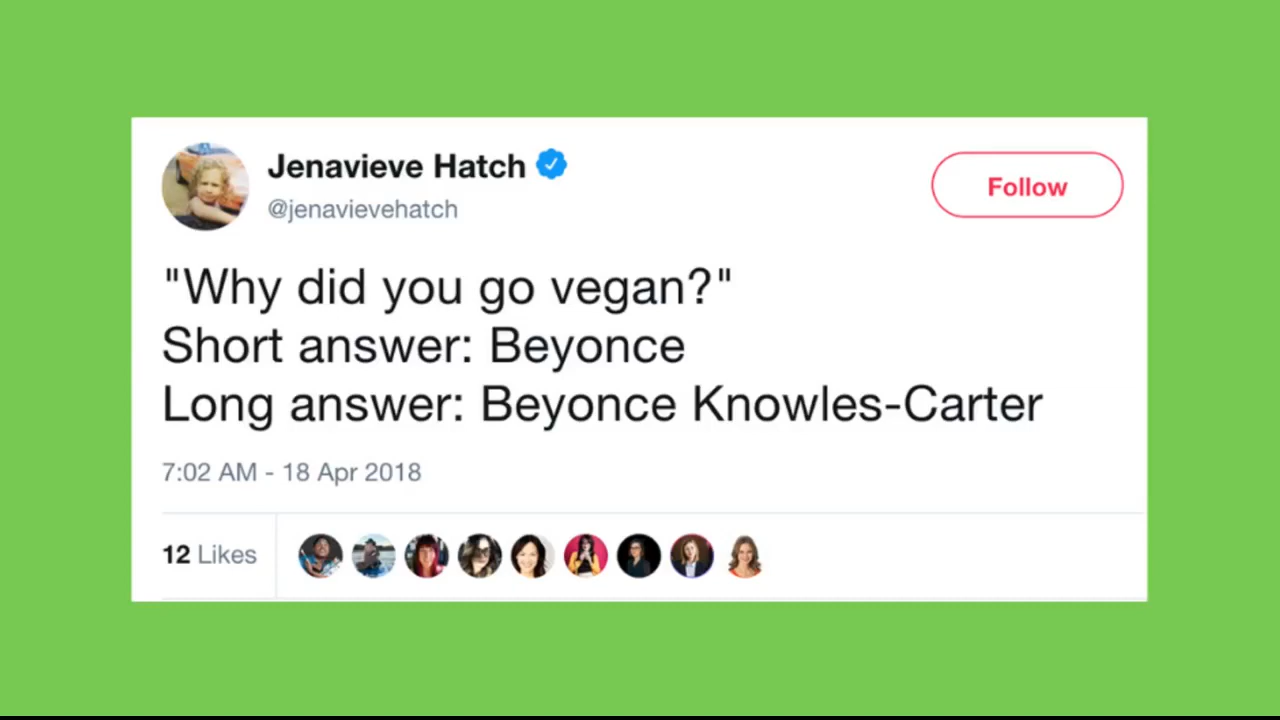 Jenavieve Hatch
@jenavievehatch
Follow
"Why did you go vegan?"
Short answer: Beyonce
Long answer: Beyonce Knowles-Carter
7:02 AM - 18 Apr 2018
12 Likes